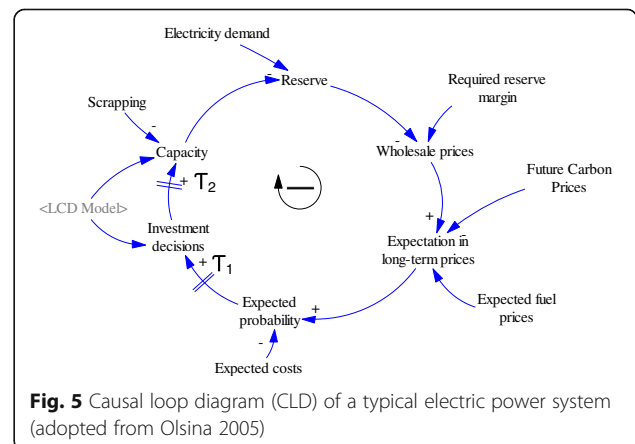 Electricity demand
Reserve
-
Required reserve
margin
Scrapping
-
-
Wholesale prices
Capacity
+ T2
Future Carbon
Prices
<LCD Model>
+
Investment
decisions
Expectation in
long-term prices
-
+ T1
Expected
probability
+
Expected fuel
prices
-
Expected costs
Fig. 5 Causal loop diagram (CLD) of a typical electric power system
(adopted from Olsina 2005)